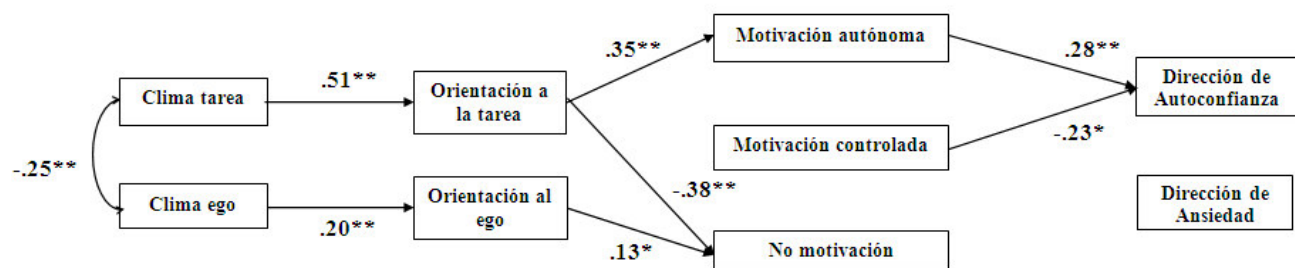 .35**
Motivación autónoma
.28**
.51**
Clima tarea
Orientación a
la tarea
Dirección de
Autoconfianza
Motivación controlada
-.23*
-.25**
-.38**
Clima ego
.20**
Orientación al
ego
.13*
No motivación
Dirección de
Ansiedad